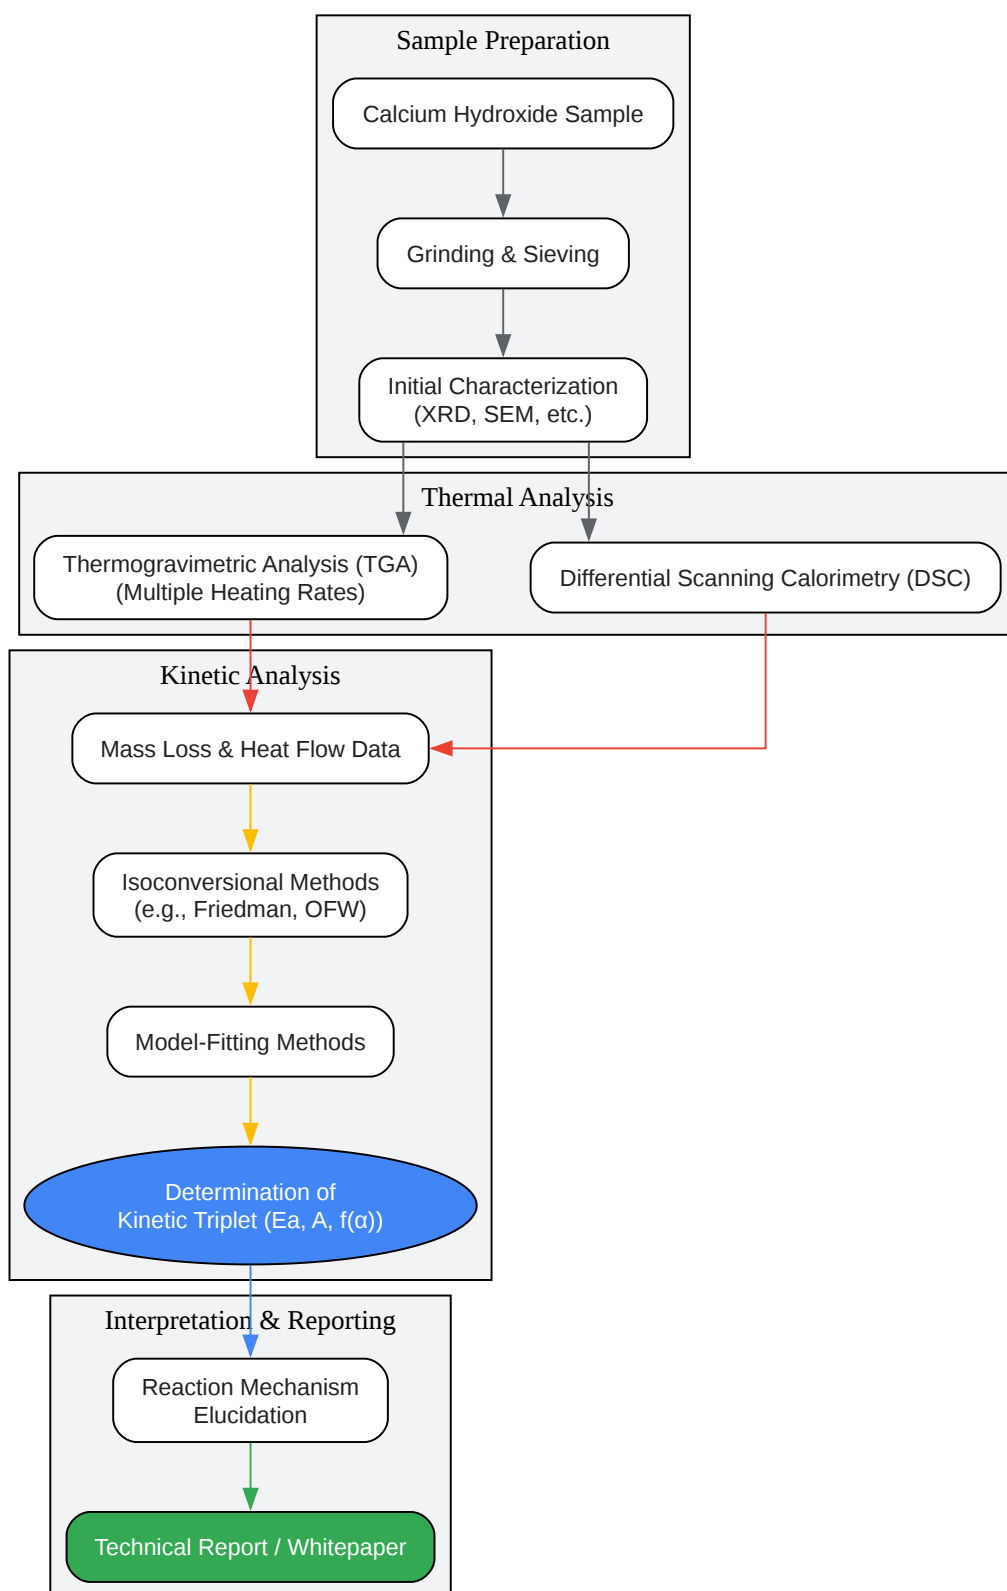 Sample Preparation
Calcium Hydroxide Sample
Grinding & Sieving
Initial Characterization
(XRD, SEM, etc.)
Thermal Analysis
Thermogravimetric Analysis (TGA)
(Multiple Heating Rates)
Differential Scanning Calorimetry (DSC)
Kinetic Analysis
Mass Loss & Heat Flow Data
Isoconversional Methods
(e.g., Friedman, OFW)
Model-Fitting Methods
Determination of
Kinetic Triplet (Ea, A, f(α))
Interpretation & Reporting
Reaction Mechanism
Elucidation
Technical Report / Whitepaper